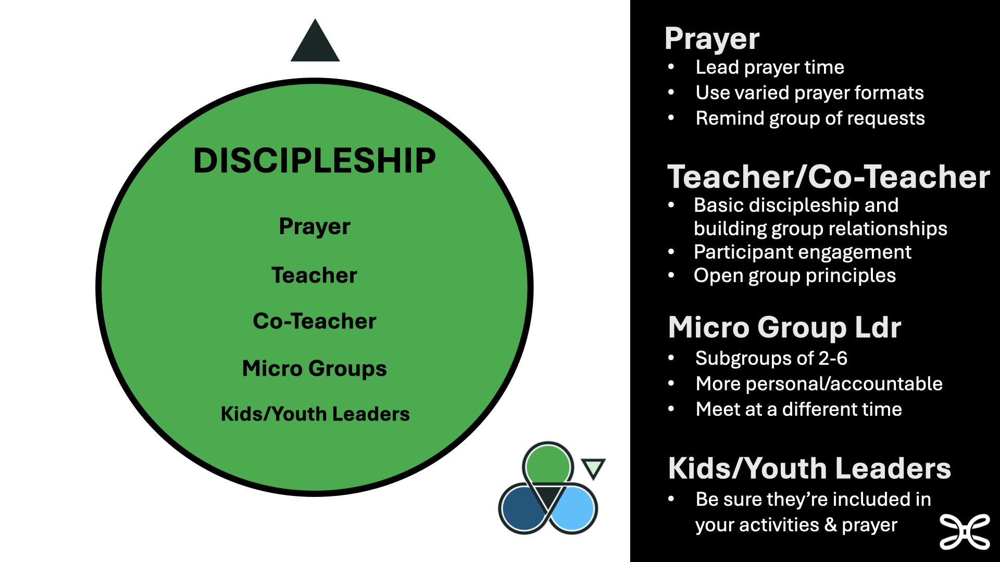 DISCIPLESHIP
Prayer
Teacher
Co-Teacher
Micro Groups
Kids/Youth Leaders
Prayer
• Lead prayer time
• Use varied prayer formats
• Remind group of requests
Teacher/Co-Teacher
• Basic discipleship and
building group relationships
• Participant engagement
• Open group principles
Micro Group Ldr
• Subgroups of 2-6
• More personal/accountable
• Meet at a different time
Kids/Youth Leaders
• Be sure they’re included in
your activities & prayer